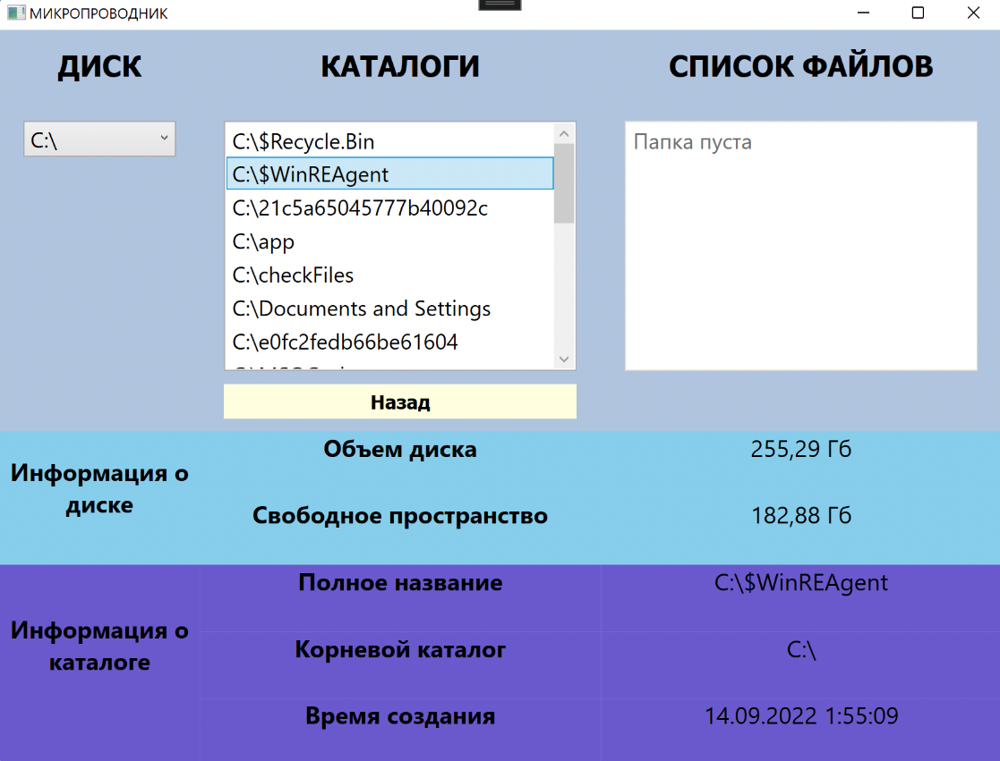 МИКРОПРОВОДНИК
ДИСК
КАТАЛОГИ
СПИСОК ФАЙЛОВ
C:\
C:\$Recycle.Bin
C:\$WinREAgent
C:\21c5a65045777b40092c
C:\app
C:\checkFiles
C:\Documents and Settings
C:\e0fc2fedb66be61604
Папка пуста
Назад
Информация о
диске
Объем диска
255,29 Гб
Свободное пространство
182,88 Гб
Информация о
каталоге
Полное название
C:\$WinREAgent
Корневой каталог
C:\
Время создания
14.09.2022 1:55:09